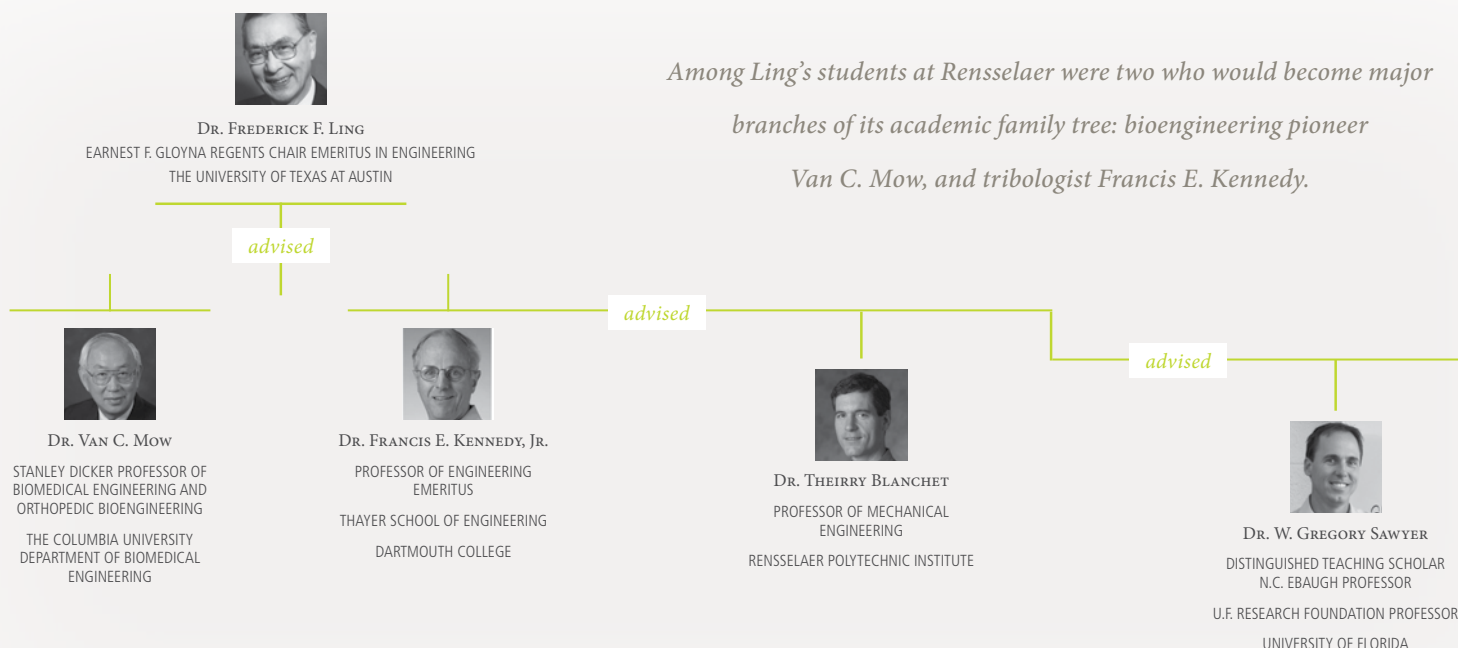 Among Ling's students at Rensselaer were two who would become major
branches of its academic family tree: bioengineering pioneer
Van C. Mow, and tribologist Francis E. Kennedy.
Dr. Frederick F. Ling
EARNEST F. GLOYNA REGENTS CHAIR EMERITUS IN ENGINEERING
THE UNIVERSITY OF TEXAS AT AUSTIN
advised
advised
advised
Dr. Van C. Mow
STANLEY DICKER PROFESSOR OF
BIOMEDICAL ENGINEERING AND
ORTHOPEDIC BIOENGINEERING
THE COLUMBIA UNIVERSITY
DEPARTMENT OF BIOMEDICAL
ENGINEERING
Dr. Francis E. Kennedy, Jr.
PROFESSOR OF ENGINEERING
EMERITUS
THAYER SCHOOL OF ENGINEERING
DARTMOUTH COLLEGE
Dr. Theirry Blanchet
PROFESSOR OF MECHANICAL
ENGINEERING
RENSSELAER POLYTECHNIC INSTITUTE
Dr. W. Gregory Sawyer
DISTINGUISHED TEACHING SCHOLAR
N.C. EBAUGH PROFESSOR
U.F. RESEARCH FOUNDATION PROFESSOR
UNIVERSITY OF FLORIDA